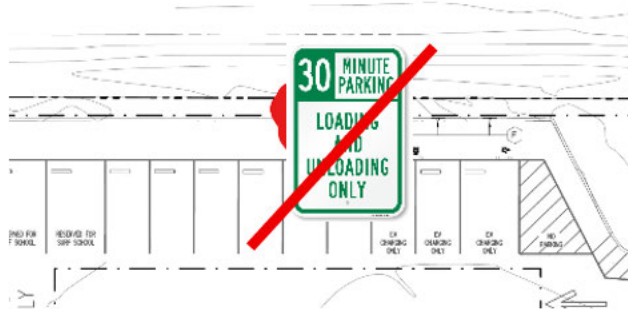 30 MINUTE
PARKING
LOADING
AND
UNLOADING
ONLY
RESERVED FOR
SURF SCHOOL
EV
CHARGING
ONLY
EV
CHARGING
ONLY
EV
CHARGING
ONLY
NO
PARKING